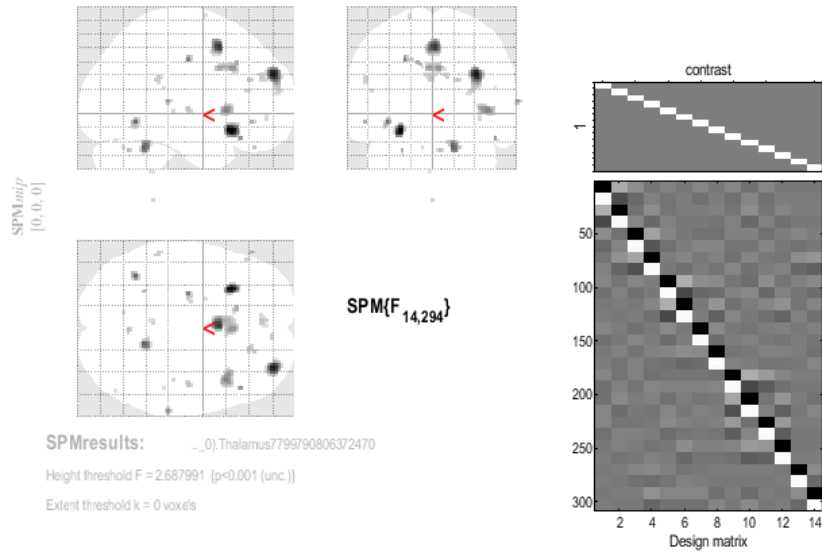 SPMmip
[0, 0, 0]
SPM{F14,294}
SPMresults: .-_0).Thalamus7799790806372470
Height threshold F = 2.687991 {p<0.001 (unc.)}
Extent threshold k = 0 voxels
contrast
1
50
100
150
200
250
300
2 4 6 8 10 12 14
Design matrix